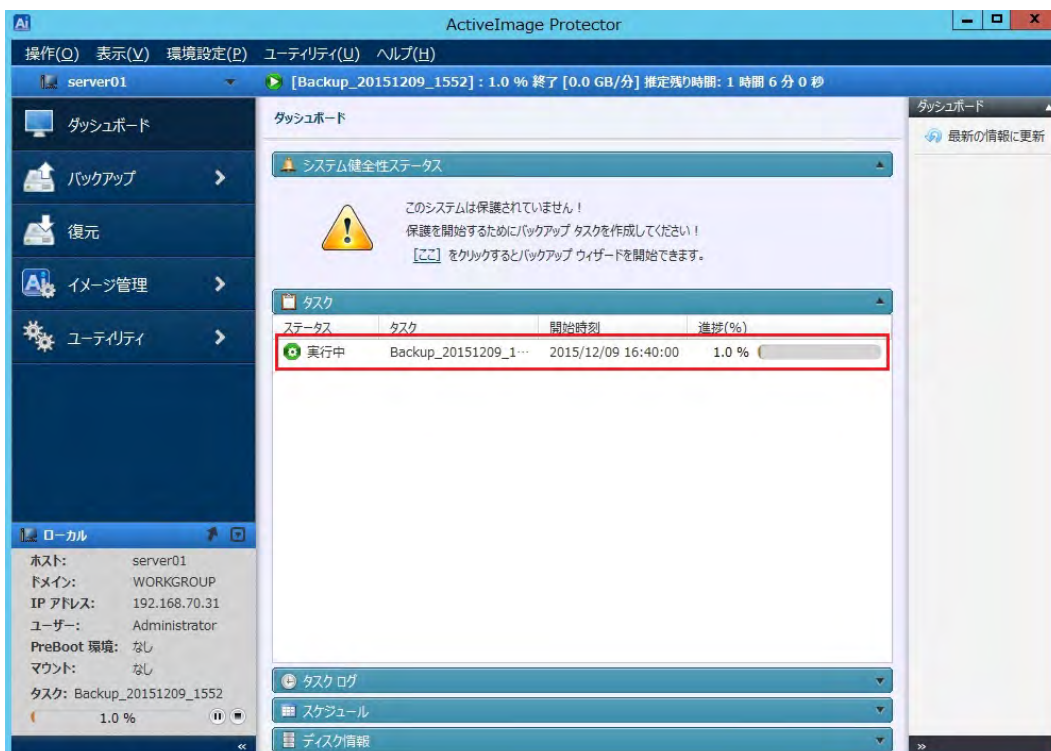 ActiveImage Protector
操作(O) 表示(V) 環境設定(P) ユーティリティ(U) ヘルプ(H)
server01
[Backup_20151209_1552] : 1.0 % 終了 [0.0 GB/分] 推定残り時間: 1 時間 6 分 0 秒
ダッシュボード
バックアップ
復元
イメージ管理
ユーティリティ
ダッシュボード
システム健全性ステータス
このシステムは保護されていません！
保護を開始するためにバックアップ タスクを作成してください！
[ここ] をクリックするとバックアップ ウィザードを開始できます。
タスク
ステータス タスク 開始時刻 進捗(%)
実行中 Backup_20151209_1… 2015/12/09 16:40:00 1.0 %
タスク ログ
スケジュール
ディスク情報
ダッシュボード
最新の情報に更新
ローカル
ホスト: server01
ドメイン: WORKGROUP
IP アドレス: 192.168.70.31
ユーザー: Administrator
PreBoot 環境: なし
マウント: なし
タスク: Backup_20151209_1552
1.0 %